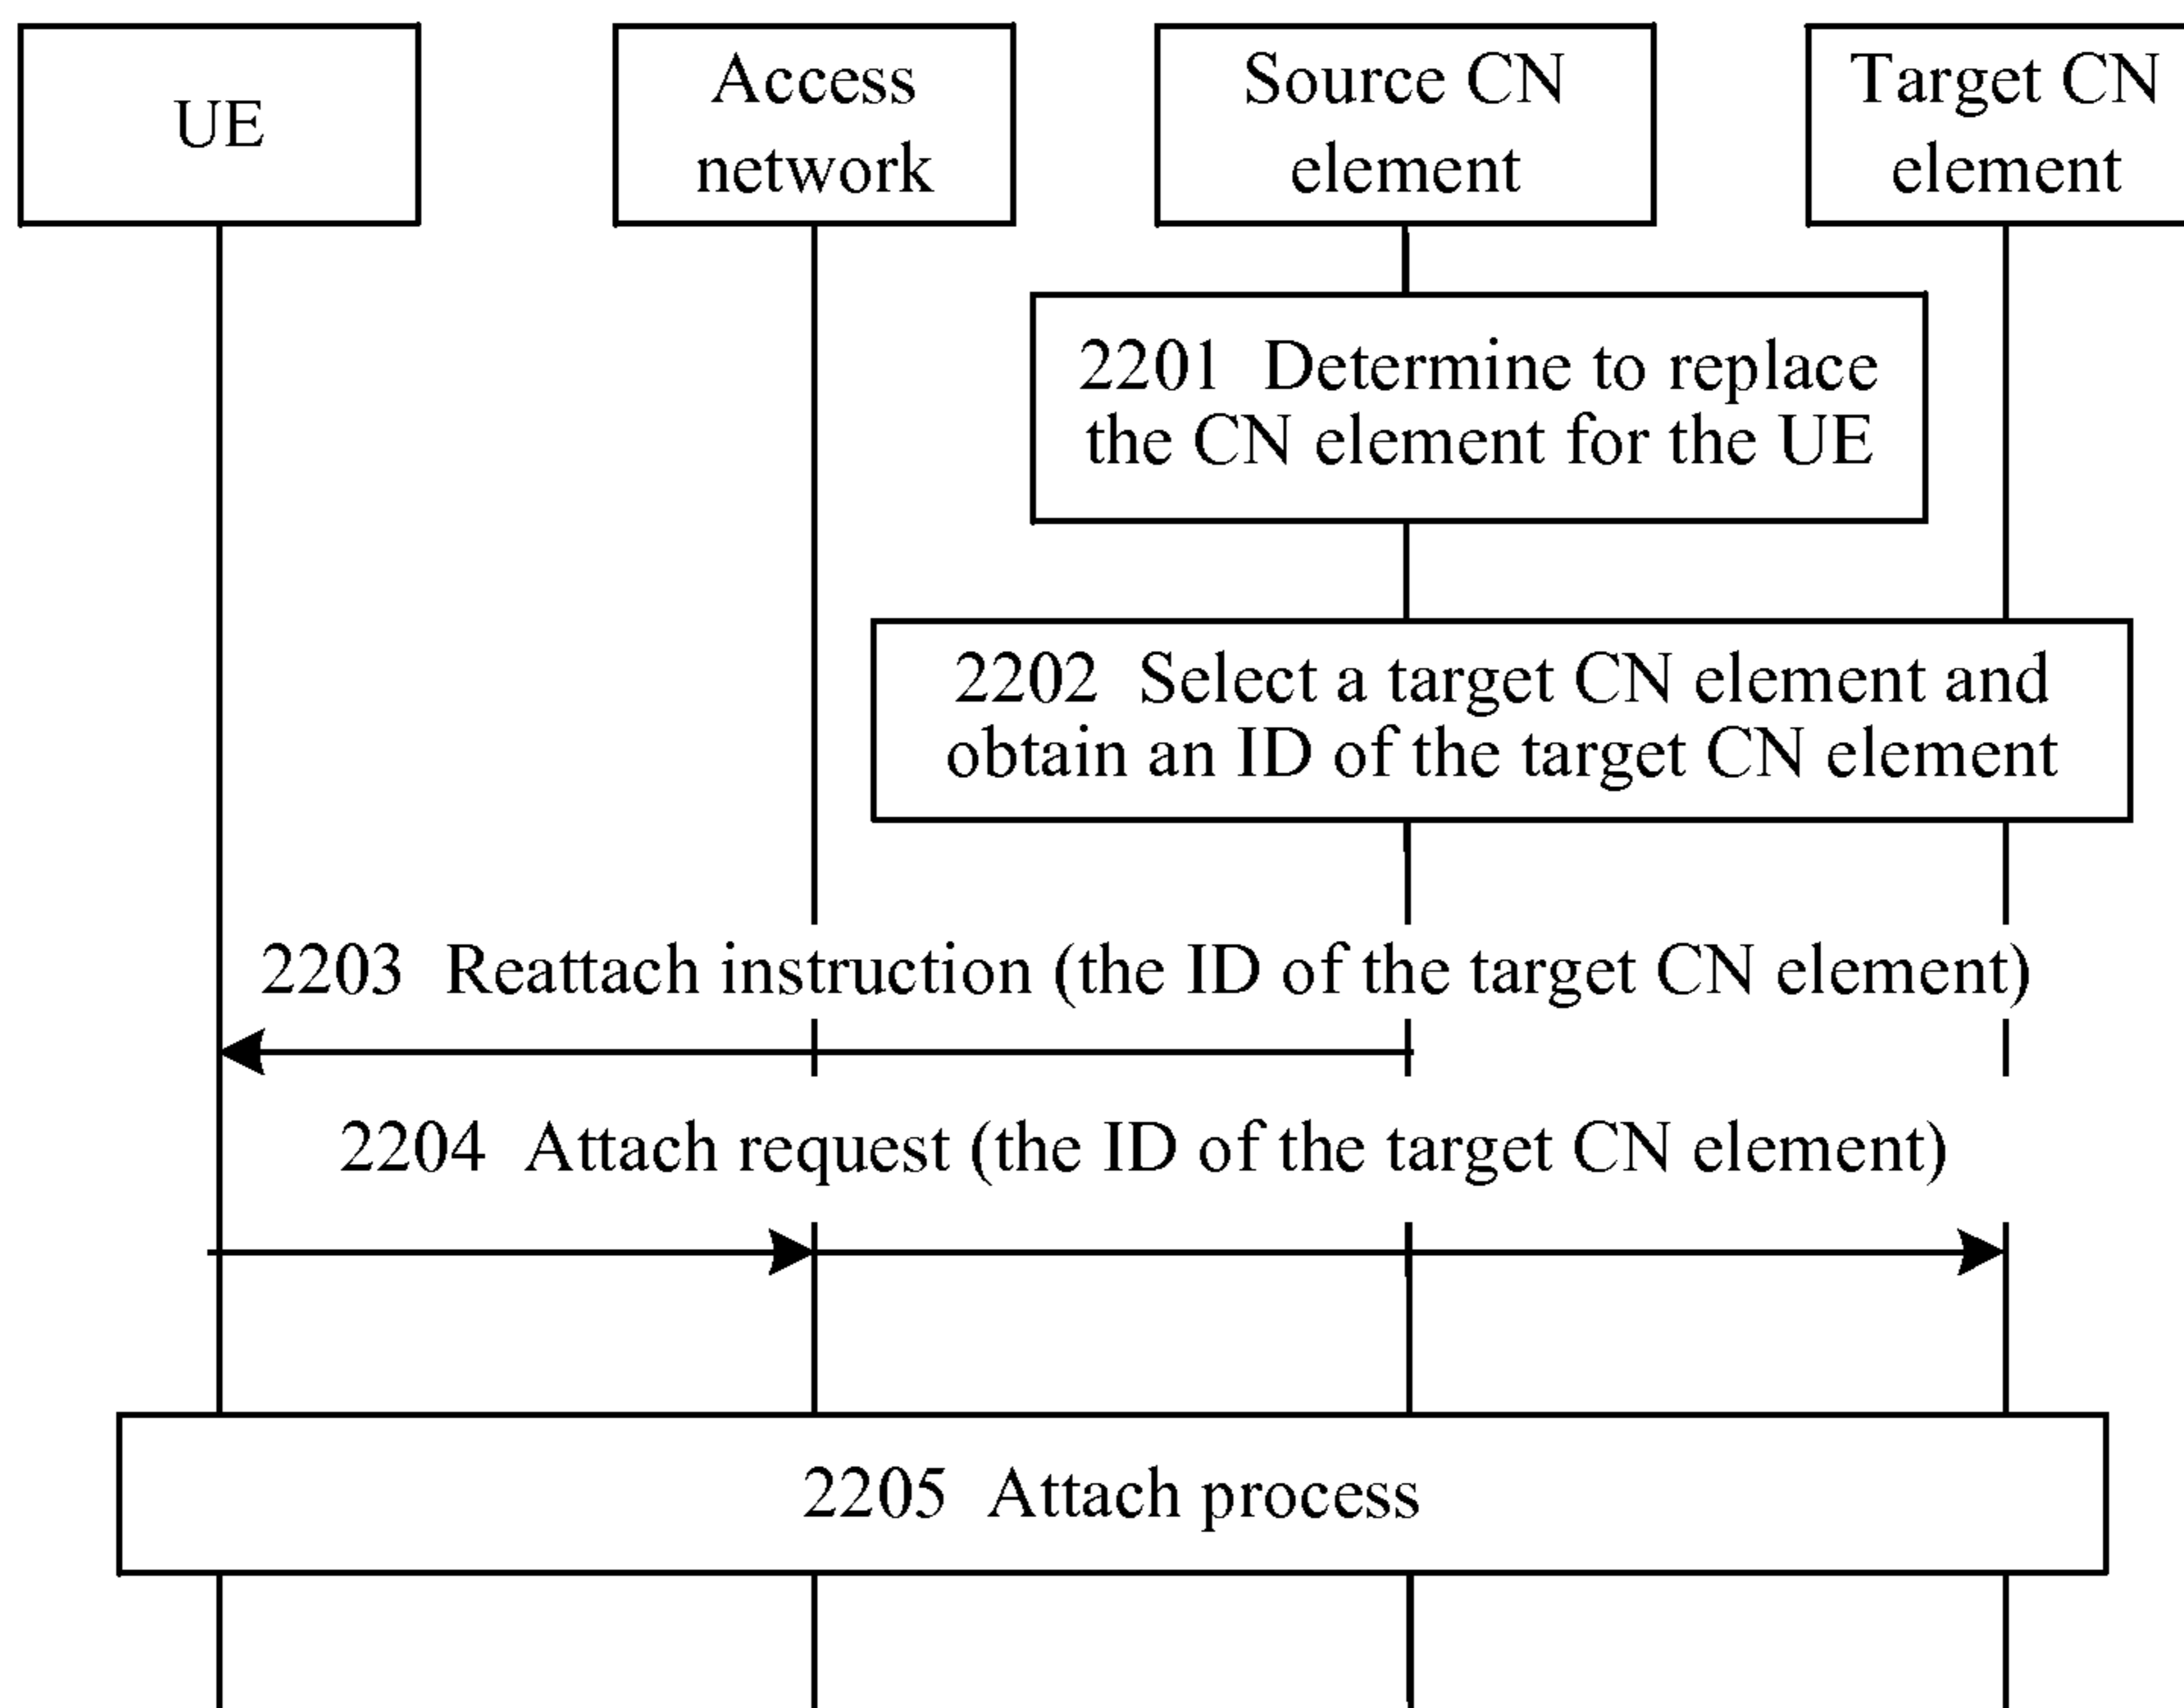 UE
Access
network
Source CN
element
Target CN
element
2201 Determine to replace
the CN element for the UE
2202 Select a target CN element and
obtain an ID of the target CN element
2203 Reattach instruction (the ID of the target CN element)
2204 Attach request (the ID of the target CN element)
2205 Attach process